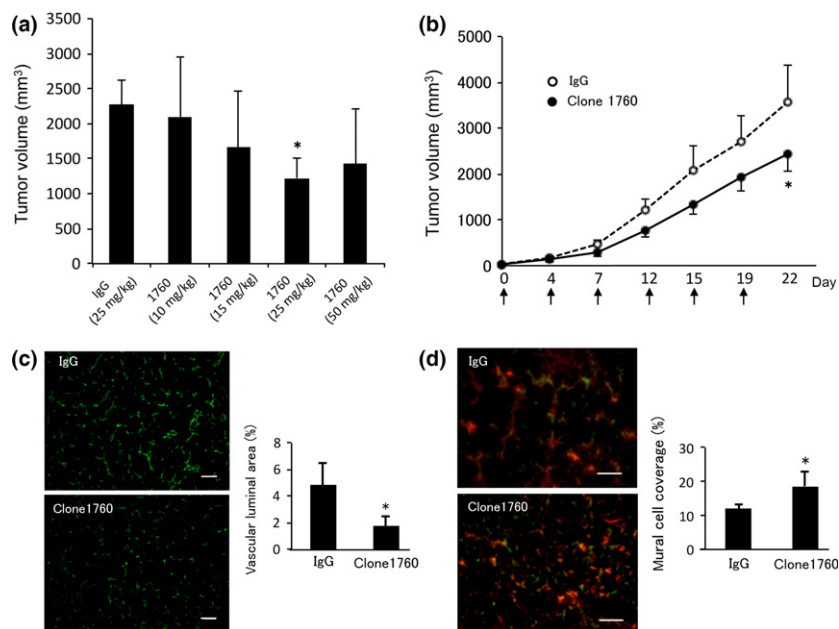 (a)
Tumor volume (mm³)
3500
3000
2500
2000
1500
1000
500
0
*
IgG
(25 mg/kg)
1760
(10 mg/kg)
1760
(15 mg/kg)
1760
(25 mg/kg)
1760
(50 mg/kg)
(b)
Tumor volume (mm³)
5000
4000
3000
2000
1000
0
IgG
Clone 1760
*
0 4 7 12 15 19 22 Day
(c)
IgG
Clone1760
Vascular luminal area (%)
8
6
4
2
0
*
IgG Clone1760
(d)
IgG
Clone1760
Mural cell coverage (%)
30
20
10
0
*
IgG Clone1760